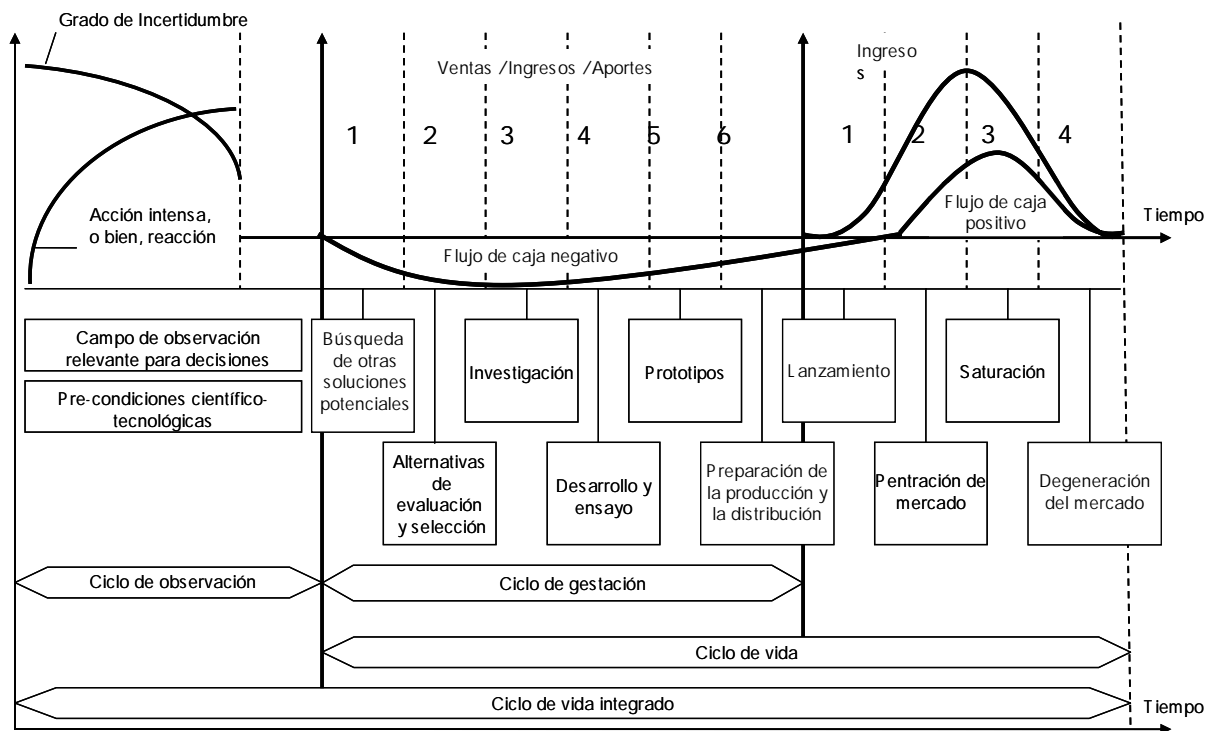 Grado de Incertidumbre
Ventas /Ingresos /Aportes
Ingreso
s
1
2
3
4
5
6
1
2
3
4
Acción intensa,
o bien, reacción
Flujo de caja negativo
Flujo de caja
positivo
Tiempo
Campo de observación
relevante para decisiones
Pre-condiciones científico-
tecnológicas
Búsqueda
de otras
soluciones
potenciales
Investigación
Prototipos
Lanzamiento
Saturación
Alternativas
de
evaluación
y selección
Desarrollo y
ensayo
Preparación de
la producción y
la distribución
Pentración de
mercado
Degeneración
del mercado
Ciclo de observación
Ciclo de gestación
Ciclo de vida
Ciclo de vida integrado
Tiempo